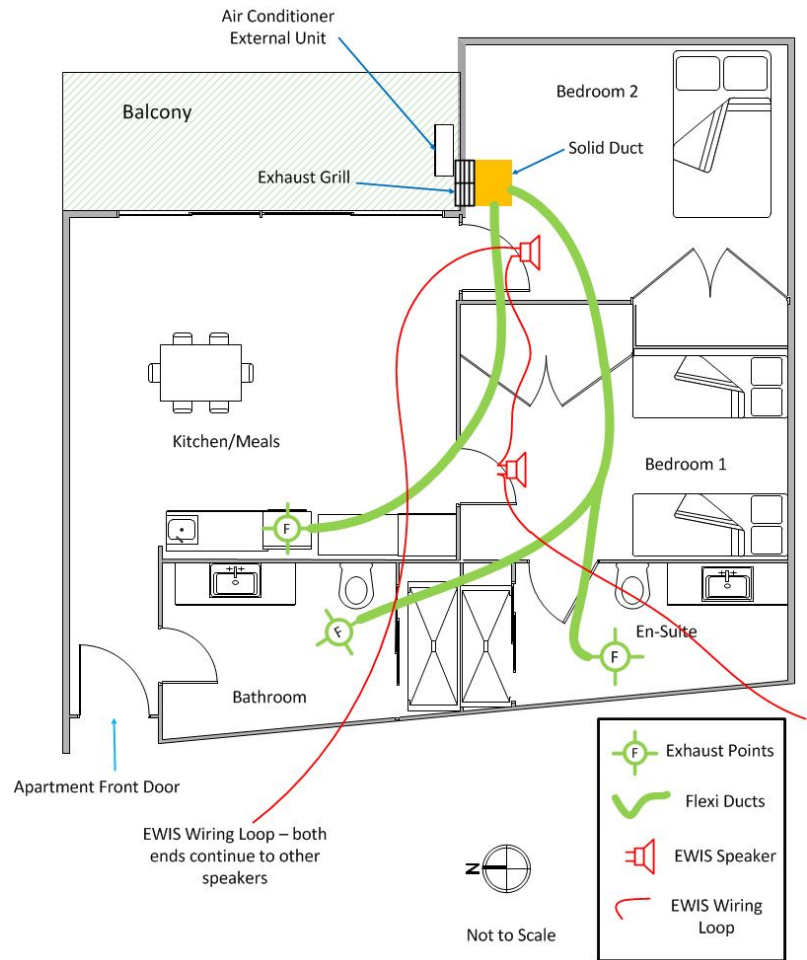 Air Conditioner
External Unit
Bedroom 2
Balcony
Solid Duct
Exhaust Grill
Kitchen/Meals
Bedroom 1
F
F
F
En-Suite
Bathroom
Apartment Front Door
EWIS Wiring Loop – both
ends continue to other
speakers
N
Not to Scale
F
Exhaust Points
Flexi Ducts
EWIS Speaker
EWIS Wiring
Loop